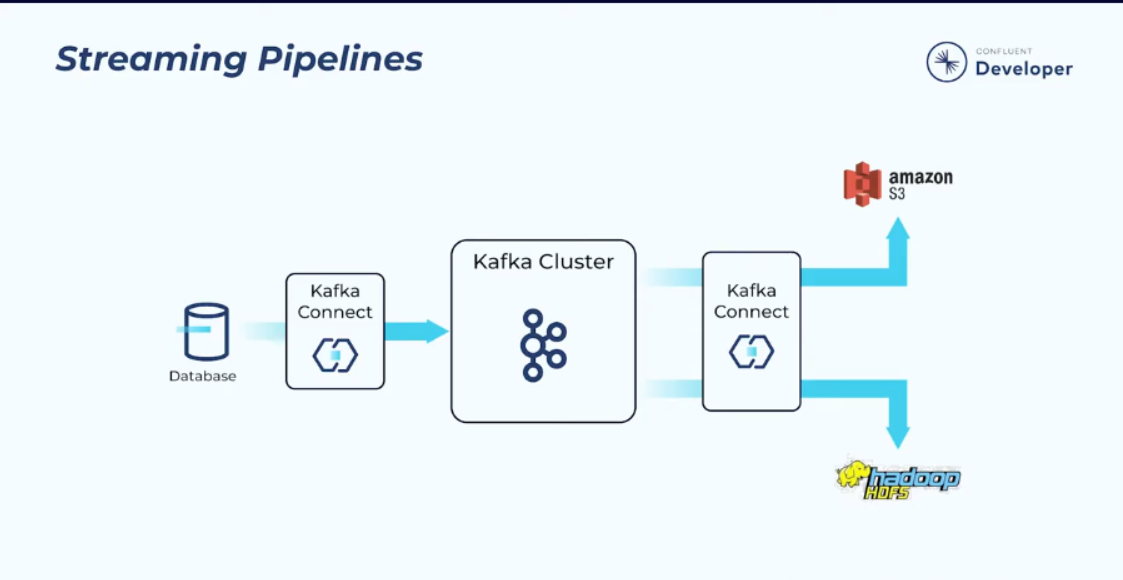 Streaming Pipelines
CONFLUENT
Developer
amazon
S3
Kafka Cluster
Kafka
Connect
Kafka
Connect
Database
hadoop
HDFS